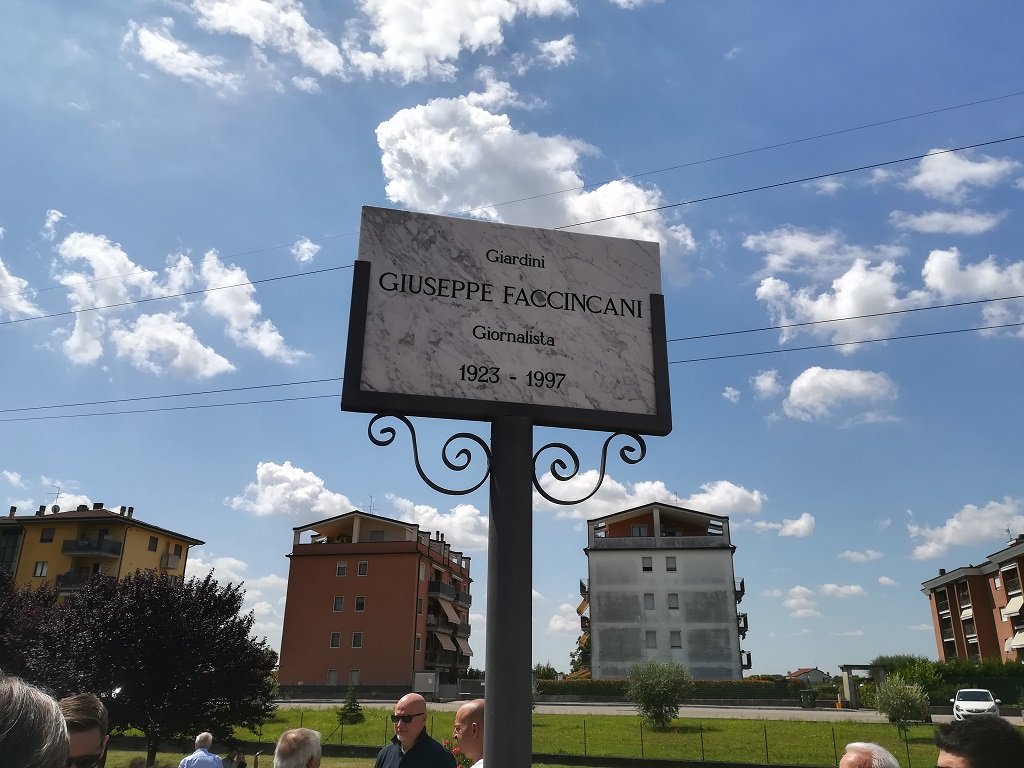 Giardini
GIUSEPPE FACCINCANI
Giornalista
1923 - 1997